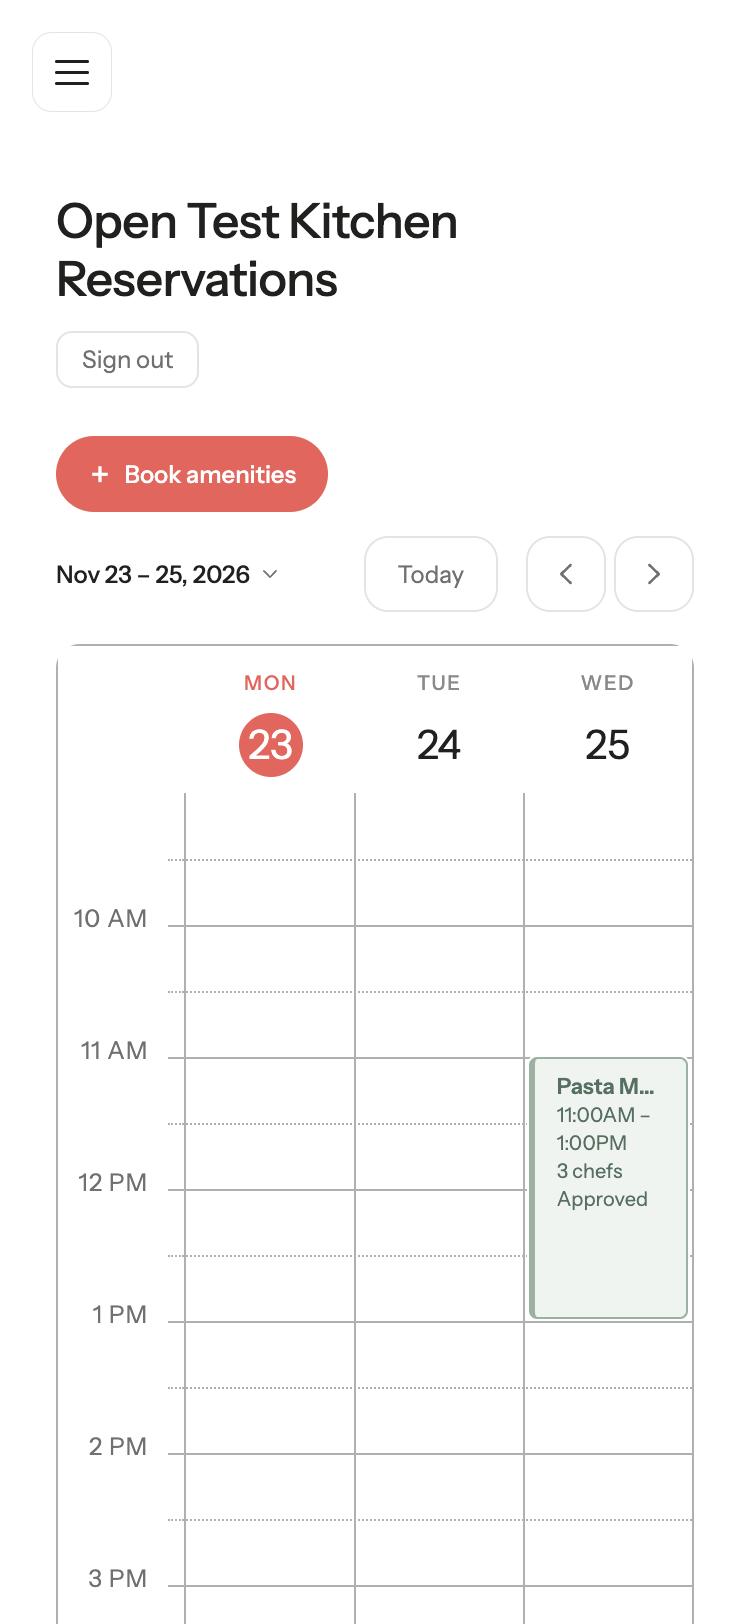 Open Test Kitchen
Reservations
Sign out
+ Book amenities
Nov 23 – 25, 2026
Today
MON
TUE
WED
23
24
25
10 AM
11 AM
Pasta M...
11:00AM –
1:00PM
3 chefs
Approved
12 PM
1 PM
2 PM
3 PM